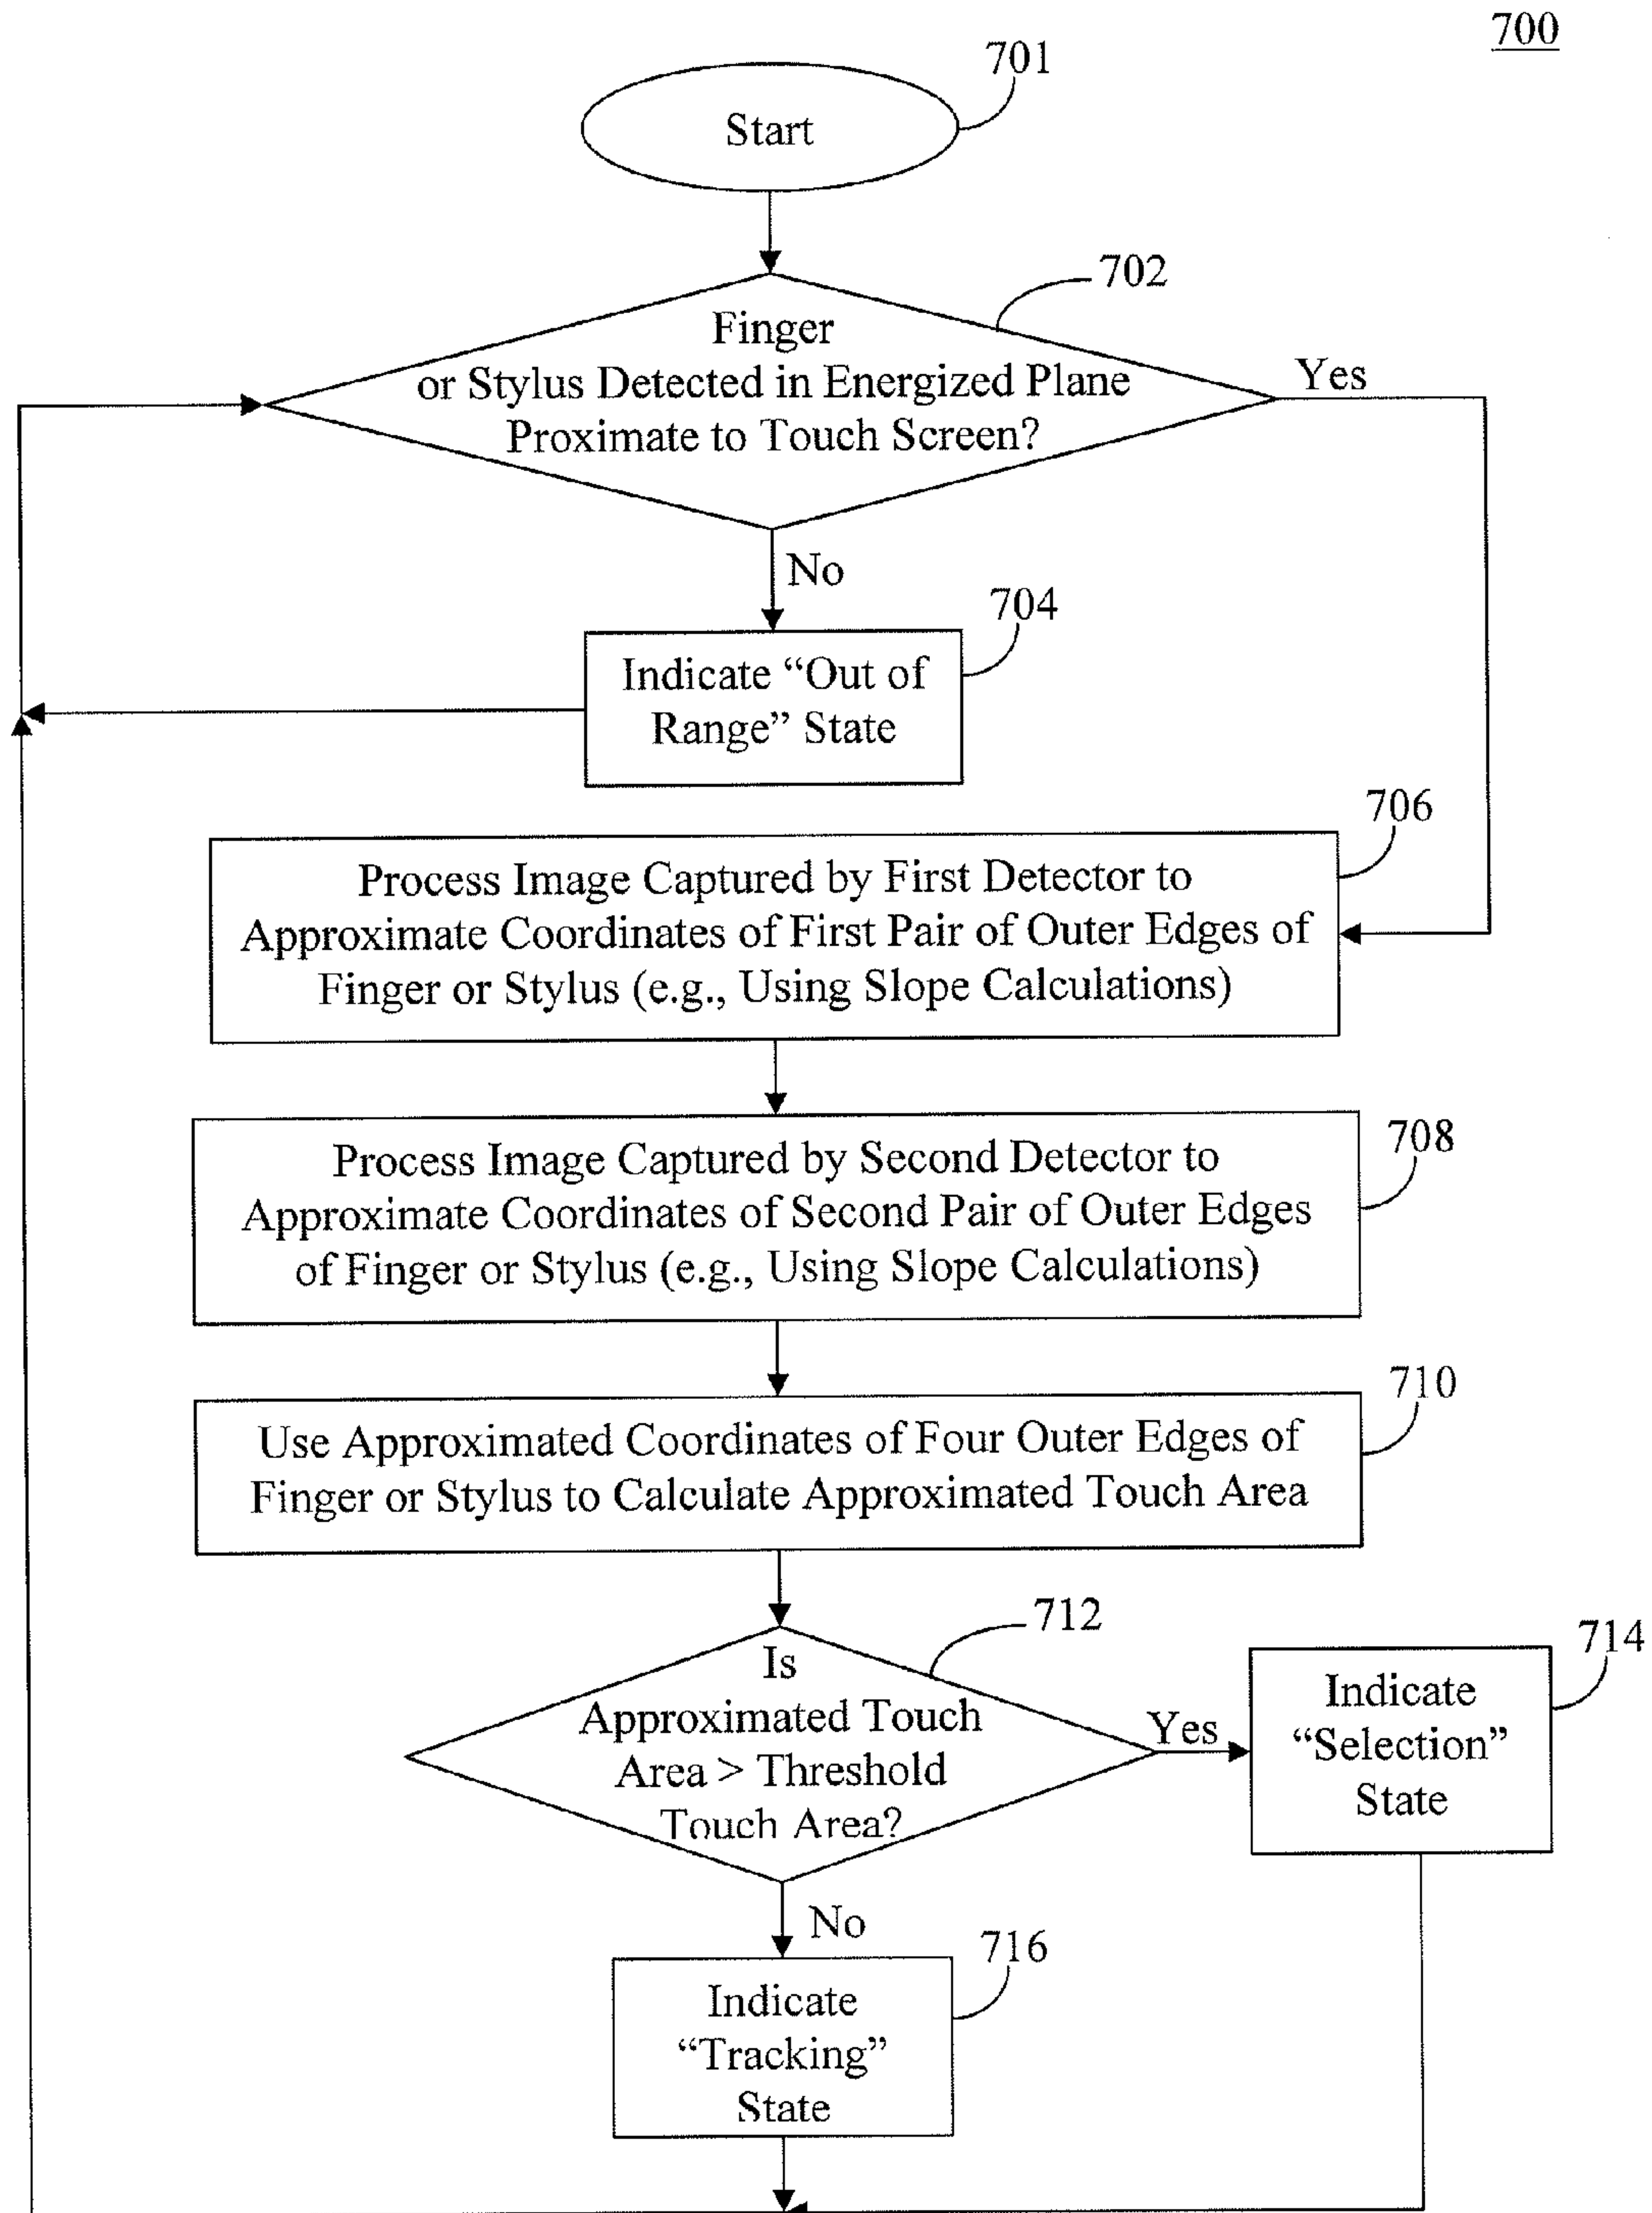 700
701
Start
702
Finger
or Stylus Detected in Energized Plane
Proximate to Touch Screen?
Yes
No
704
Indicate “Out of
Range” State
706
Process Image Captured by First Detector to
Approximate Coordinates of First Pair of Outer Edges of
Finger or Stylus (e.g., Using Slope Calculations)
708
Process Image Captured by Second Detector to
Approximate Coordinates of Second Pair of Outer Edges
of Finger or Stylus (e.g., Using Slope Calculations)
710
Use Approximated Coordinates of Four Outer Edges of
Finger or Stylus to Calculate Approximated Touch Area
712
Is
Approximated Touch
Area > Threshold
Touch Area?
Yes
714
Indicate
“Selection”
State
No
716
Indicate
“Tracking”
State